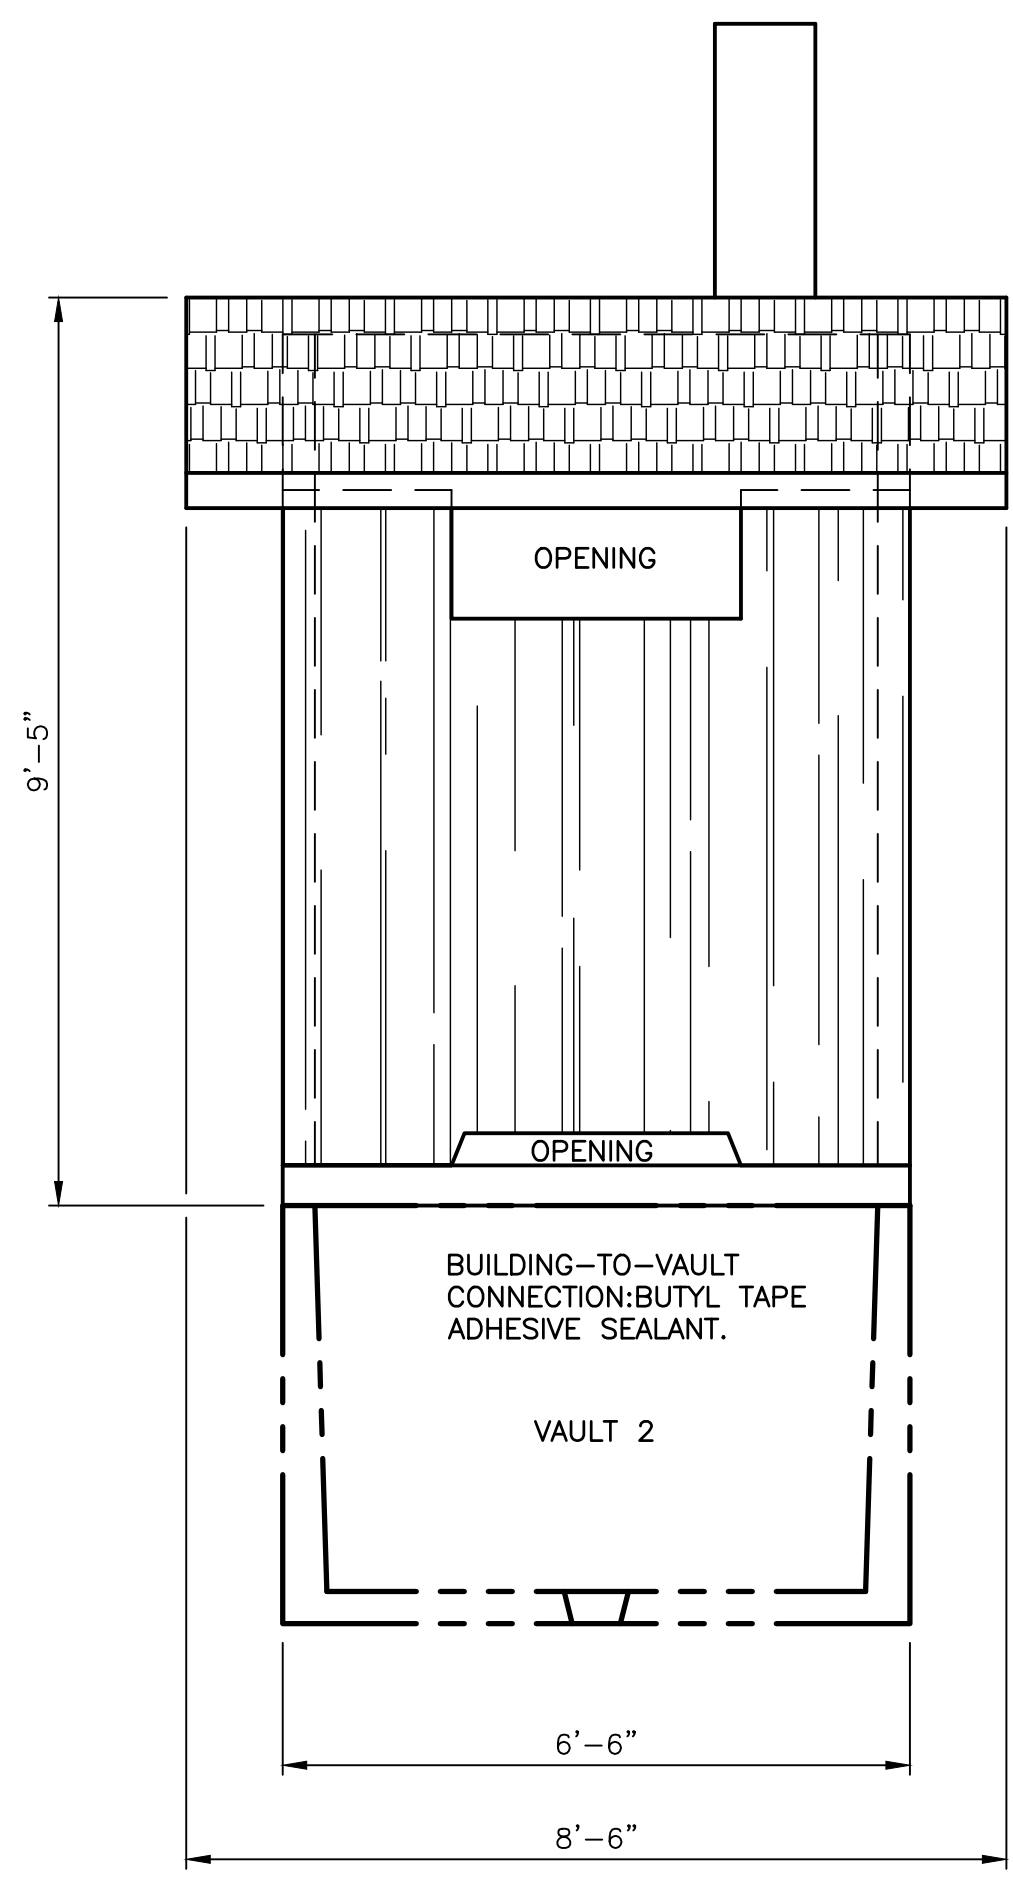 OPENING
9'-5"
OPENING
BUILDING-TO-VAULT
CONNECTION:BUTYL TAPE
ADHESIVE SEALANT.
VAULT 2
6'-6"
8'-6"